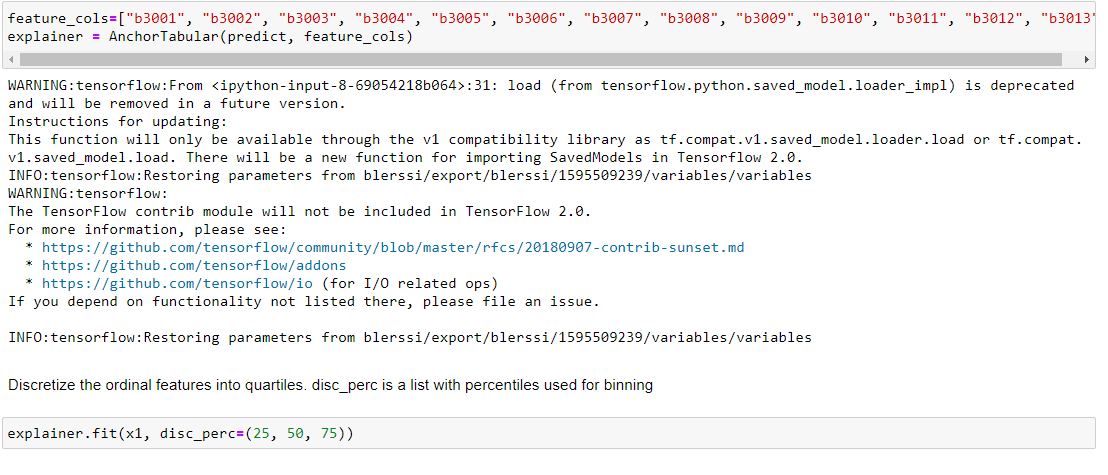 feature_cols=["b3001", "b3002", "b3003", "b3004", "b3005", "b3006", "b3007", "b3008", "b3009", "b3010", "b3011", "b3012", "b3013"
explainer = AnchorTabular(predict, feature_cols)
WARNING:tensorflow:From <ipython-input-8-69054218b064>:31: load (from tensorflow.python.saved_model.loader_impl) is deprecated
and will be removed in a future version.
Instructions for updating:
This function will only be available through the v1 compatibility library as tf.compat.v1.saved_model.loader.load or tf.compat.
v1.saved_model.load. There will be a new function for importing SavedModels in Tensorflow 2.0.
INFO:tensorflow:Restoring parameters from blerssi/export/blerssi/1595509239/variables/variables
WARNING:tensorflow:
The TensorFlow contrib module will not be included in TensorFlow 2.0.
For more information, please see:
* https://github.com/tensorflow/community/blob/master/rfcs/20180907-contrib-sunset.md
* https://github.com/tensorflow/addons
* https://github.com/tensorflow/io (for I/O related ops)
If you depend on functionality not listed there, please file an issue.
INFO:tensorflow:Restoring parameters from blerssi/export/blerssi/1595509239/variables/variables
Discretize the ordinal features into quartiles. disc_perc is a list with percentiles used for binning
explainer.fit(x1, disc_perc=(25, 50, 75))